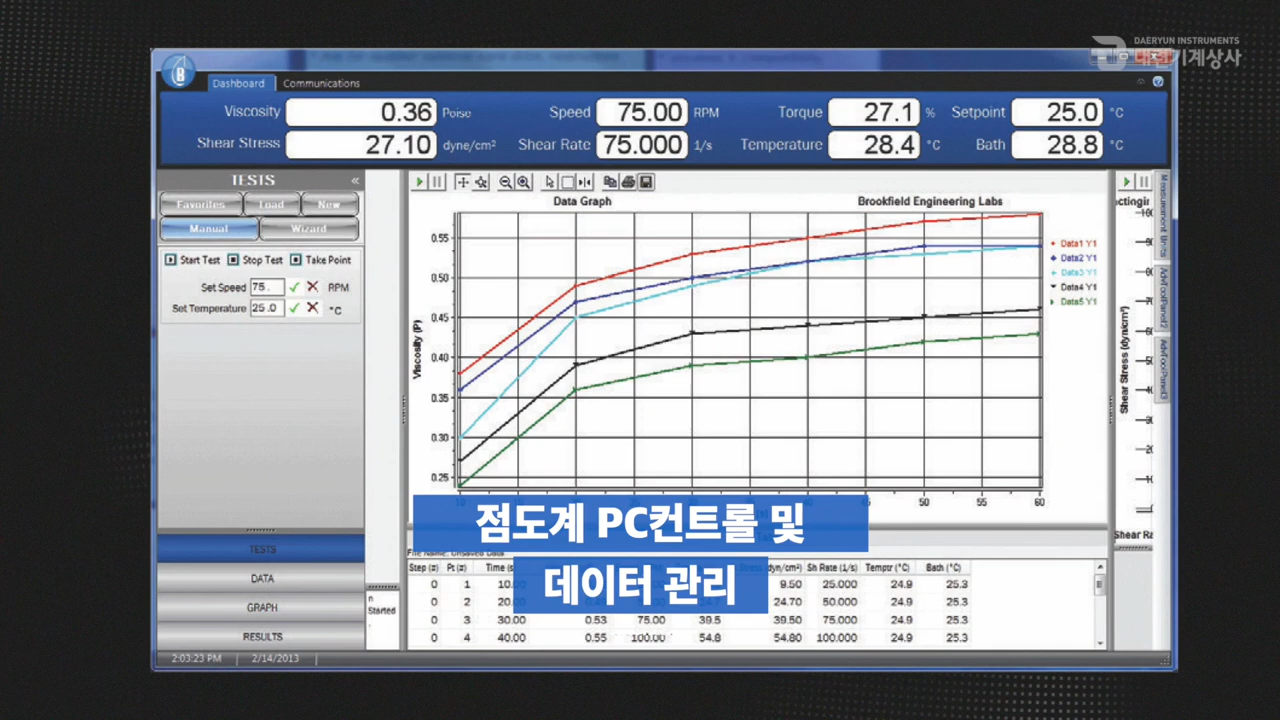 DAERYUN INSTRUMENTS
대련기계상사
Dashboard Communications
Viscosity 0.36 Poise Speed 75.00 RPM Torque 27.1 % Setpoint 25.0 °C
Shear Stress 27.10 dyne/cm² Shear Rate 75.000 1/s Temperature 28.4 °C Bath 28.8 °C
TESTS «
Favorites Load New
Manual Wizard
Start Test Stop Test Take Point
Set Speed 75. RPM
Set Temperature 25.0 °C
TESTS
DATA
GRAPH
RESULTS
2:03:23 PM 2/14/2013
Data Graph Brookfield Engineering Labs
Viscosity (P)
0.55
0.50
0.45
0.40
0.35
0.30
0.25
50 55 60
Data1 Y1
Data2 Y1
Data3 Y1
Data4 Y1
Data5 Y1
Shear Stress (dyn/cm²)
Measurement Units
점도계 PC컨트롤 및
데이터 관리
File Name: Unsaved Data
Step (#) Pt (#) Time (s dyn/cm²) Sh Rate (1/s) Temptr (°C) Bath (°C)
0 1 10.0 9.50 25.000 24.9 25.3
0 2 20.0 24.70 50.000 24.9 25.3
0 3 30.00 0.53 75.00 39.5 39.50 75.000 24.9 25.3
0 4 40.00 0.55 100.00 54.8 54.80 100.000 24.9 25.3
n
Started
Shear Ra